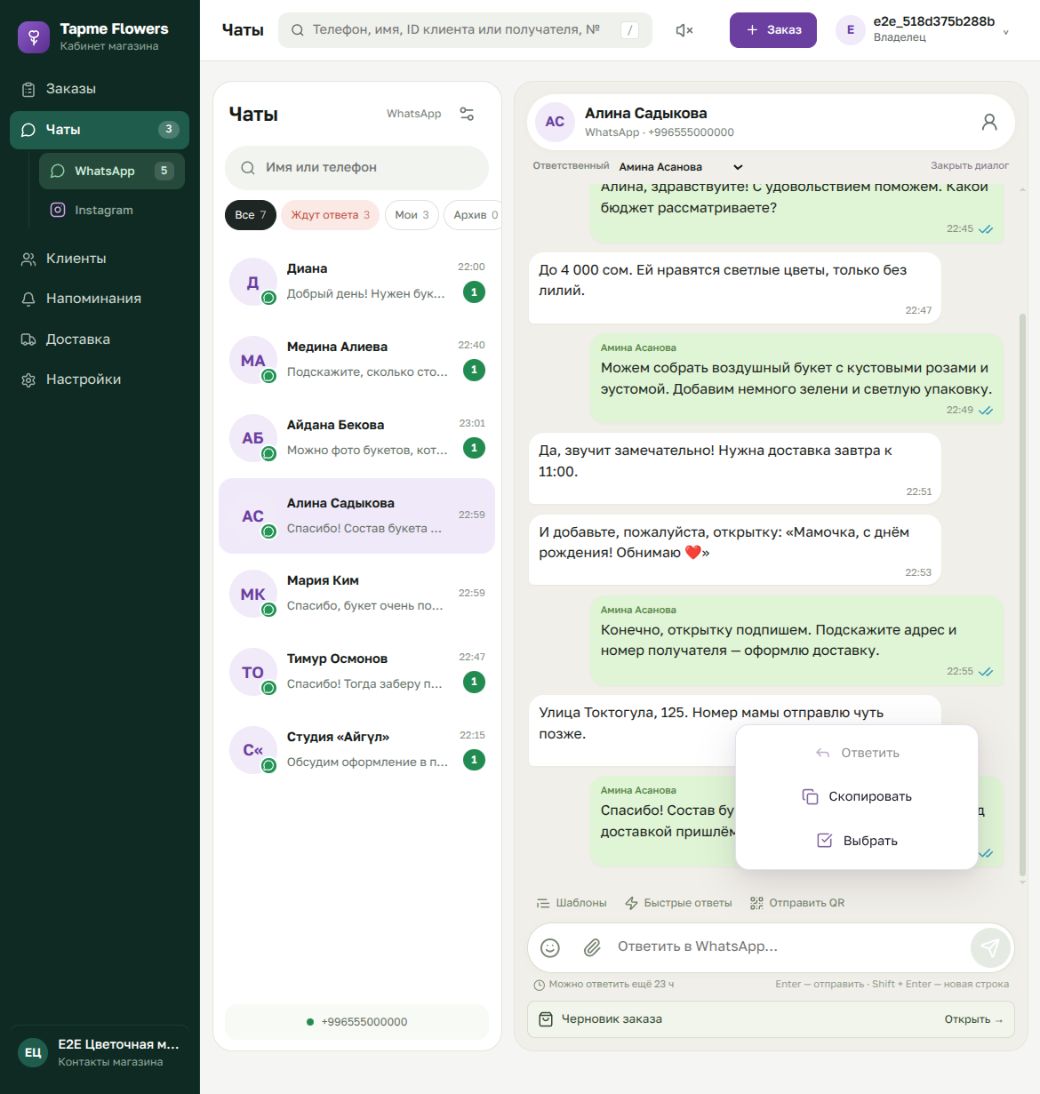 Tapme Flowers
Кабинет магазина
Заказы
Чаты 3
WhatsApp 5
Instagram
Клиенты
Напоминания
Доставка
Настройки
ЕЦ
E2E Цветочная м...
Контакты магазина
Чаты
Телефон, имя, ID клиента или получателя, №
/
+ Заказ
E
e2e_518d375b288b
Владелец
Чаты
WhatsApp
Имя или телефон
Все 7
Ждут ответа 3
Мои 3
Архив 0
Д
Диана
22:00
Добрый день! Нужен бук...
1
МА
Медина Алиева
22:40
Подскажите, сколько сто...
1
АБ
Айдана Бекова
23:01
Можно фото букетов, кот...
1
АС
Алина Садыкова
22:59
Спасибо! Состав букета ...
МК
Мария Ким
22:59
Спасибо, букет очень по...
ТО
Тимур Осмонов
22:47
Спасибо! Тогда заберу п...
1
С«
Студия «Айгүл»
22:15
Обсудим оформление в п...
1
+996555000000
АС
Алина Садыкова
WhatsApp · +996555000000
Ответственный Амина Асанова
Закрыть диалог
Алина, здравствуйте! С удовольствием поможем. Какой
бюджет рассматриваете?
22:45
До 4 000 сом. Ей нравятся светлые цветы, только без
лилий.
22:47
Амина Асанова
Можем собрать воздушный букет с кустовыми розами и
эустомой. Добавим немного зелени и светлую упаковку.
22:49
Да, звучит замечательно! Нужна доставка завтра к
11:00.
22:51
И добавьте, пожалуйста, открытку: «Мамочка, с днём
рождения! Обнимаю ❤️»
22:53
Амина Асанова
Конечно, открытку подпишем. Подскажите адрес и
номер получателя — оформлю доставку.
22:55
Улица Токтогула, 125. Номер мамы отправлю чуть
позже.
Амина Асанова
Спасибо! Состав бу
доставкой пришлём
Ответить
Скопировать
Выбрать
Шаблоны
Быстрые ответы
Отправить QR
Ответить в WhatsApp...
Можно ответить ещё 23 ч
Enter — отправить · Shift + Enter — новая строка
Черновик заказа
Открыть →